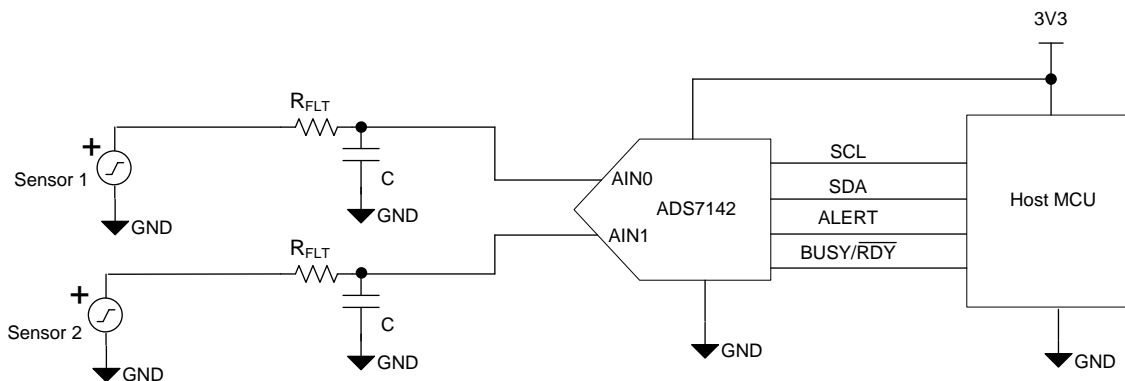 3V3
R_FLT
+
Sensor 1
C
GND
GND
AIN0
ADS7142
AIN1
SCL
SDA
ALERT
BUSY/R̅D̅Y̅
Host MCU
R_FLT
+
Sensor 2
C
GND
GND
GND
GND